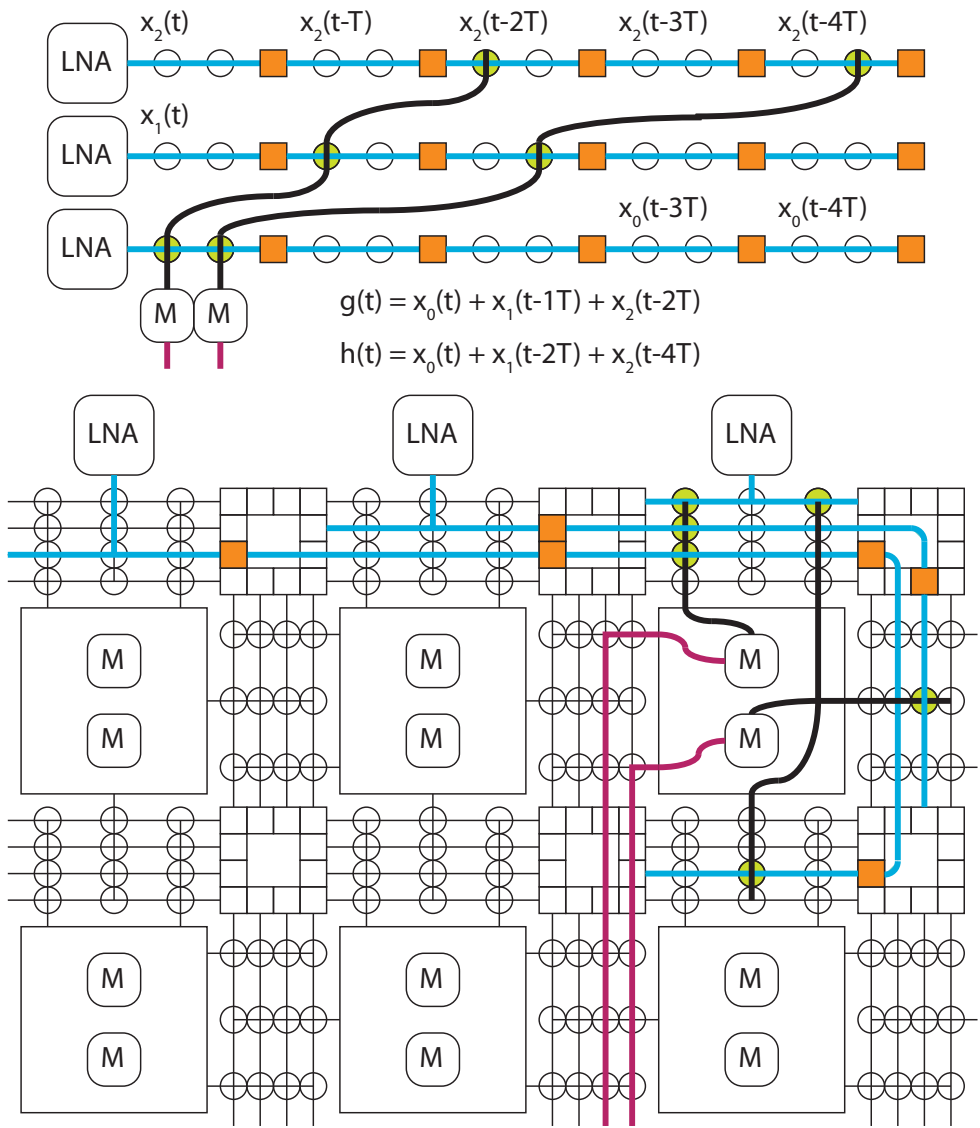 x₂(t) x₂(t-T) x₂(t-2T) x₂(t-3T) x₂(t-4T)
LNA
x₁(t)
LNA
x₀(t-3T) x₀(t-4T)
LNA
M M
g(t) = x₀(t) + x₁(t-1T) + x₂(t-2T)
h(t) = x₀(t) + x₁(t-2T) + x₂(t-4T)
LNA LNA LNA
M M M
M M M
M M M
M M M